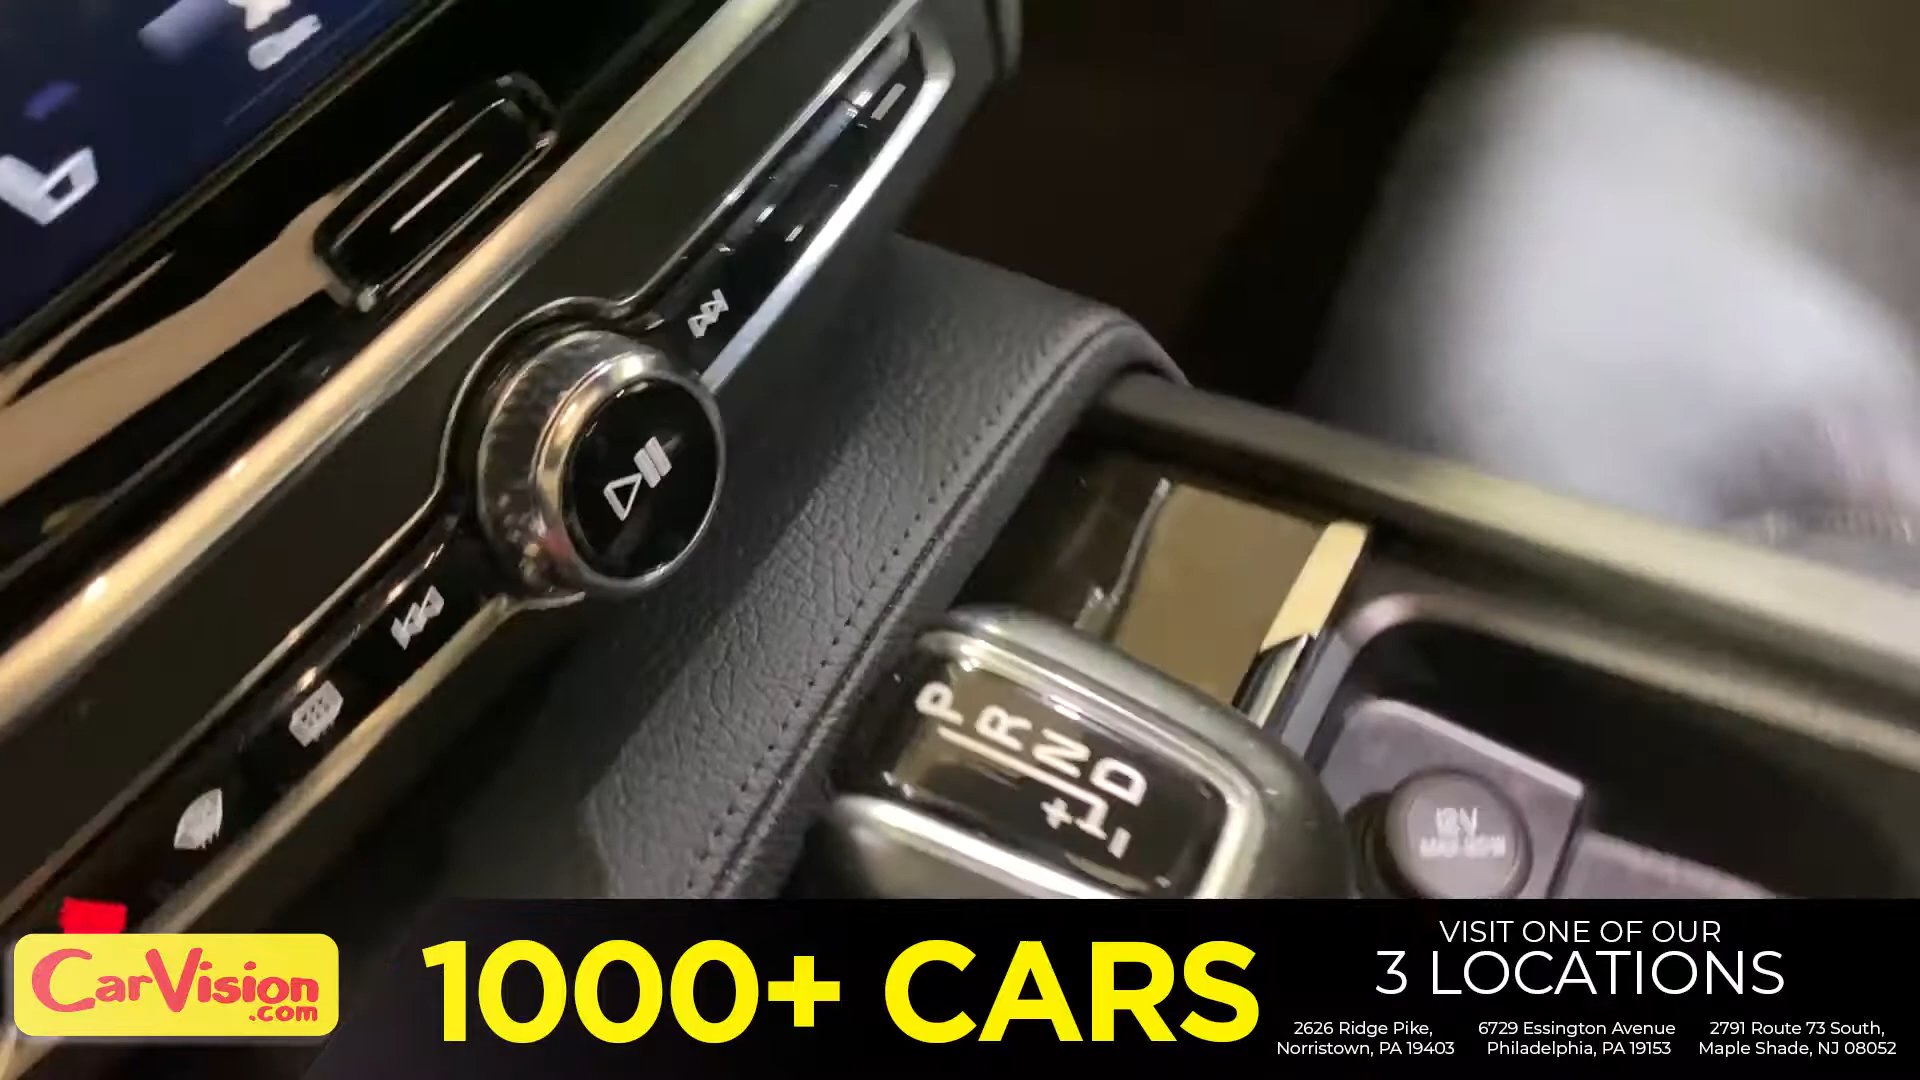 P
R
N
D
+
-
12V
CarVision
.com
1000+ CARS
VISIT ONE OF OUR
3 LOCATIONS
2626 Ridge Pike,
Norristown, PA 19403
6729 Essington Avenue
Philadelphia, PA 19153
2791 Route 73 South,
Maple Shade, NJ 08052